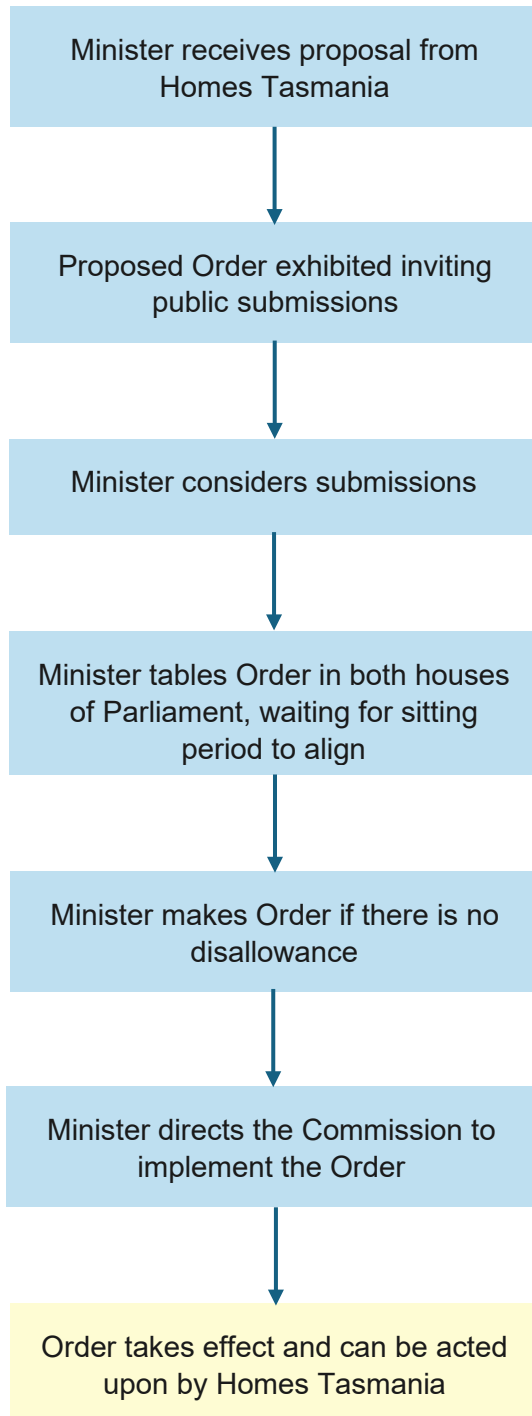 Minister receives proposal from
Homes Tasmania
Proposed Order exhibited inviting
public submissions
Minister considers submissions
Minister tables Order in both houses
of Parliament, waiting for sitting
period to align
Minister makes Order if there is no
disallowance
Minister directs the Commission to
implement the Order
Order takes effect and can be acted
upon by Homes Tasmania